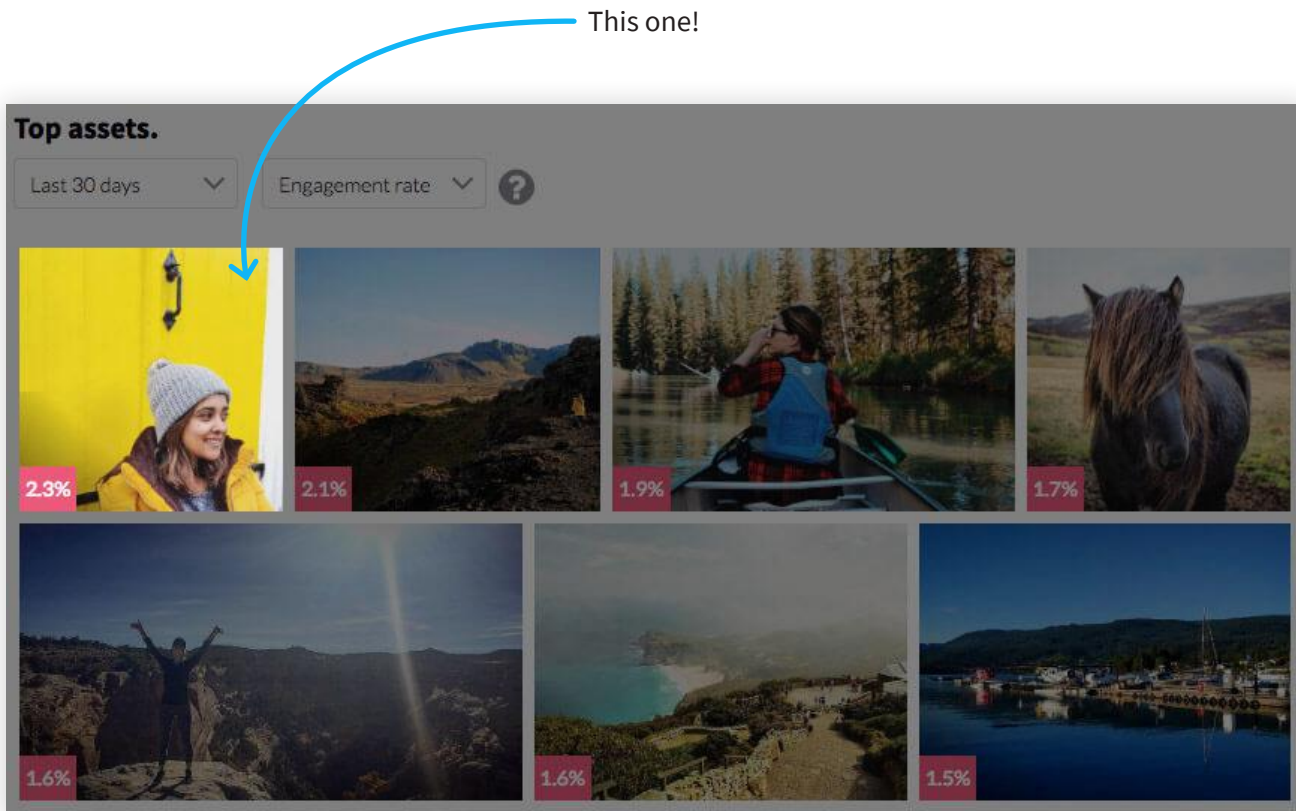 This one!
Top assets.
Last 30 days
Engagement rate
?
2.3%
2.1%
1.9%
1.7%
1.6%
1.6%
1.5%